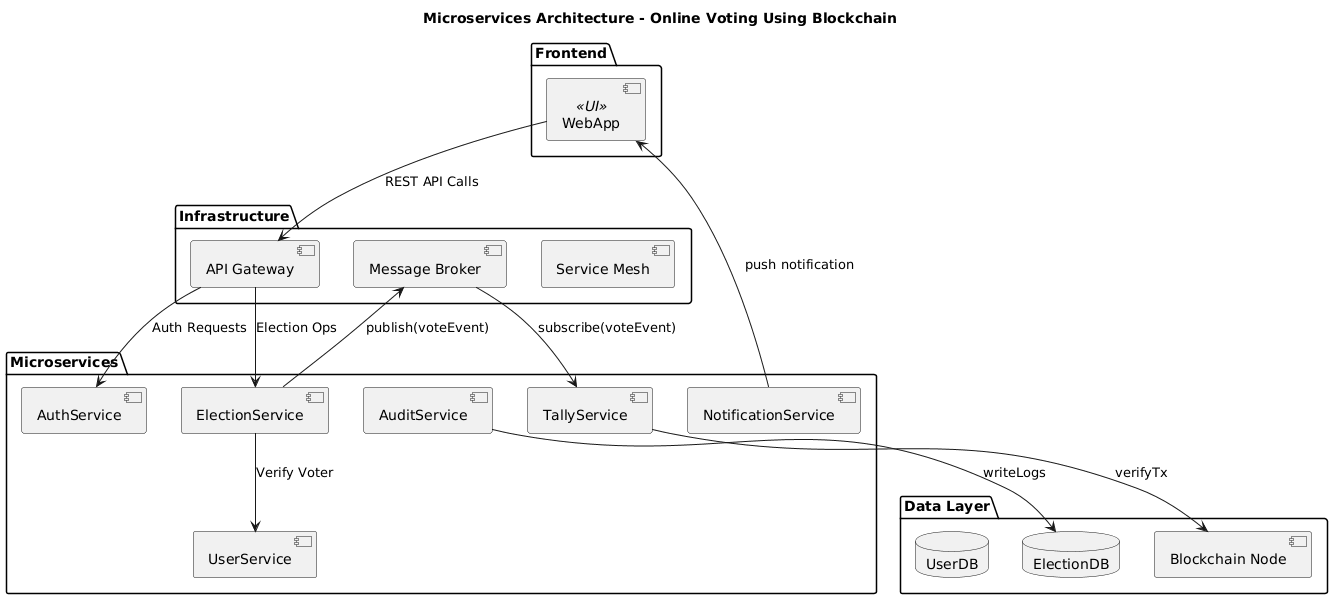 Microservices Architecture - Online Voting Using Blockchain
Frontend
«UI»
WebApp
REST API Calls
Infrastructure
API Gateway
Message Broker
Service Mesh
push notification
Auth Requests
Election Ops
publish(voteEvent)
subscribe(voteEvent)
Microservices
AuthService
ElectionService
AuditService
TallyService
NotificationService
Verify Voter
writeLogs
verifyTx
Data Layer
UserService
UserDB
ElectionDB
Blockchain Node